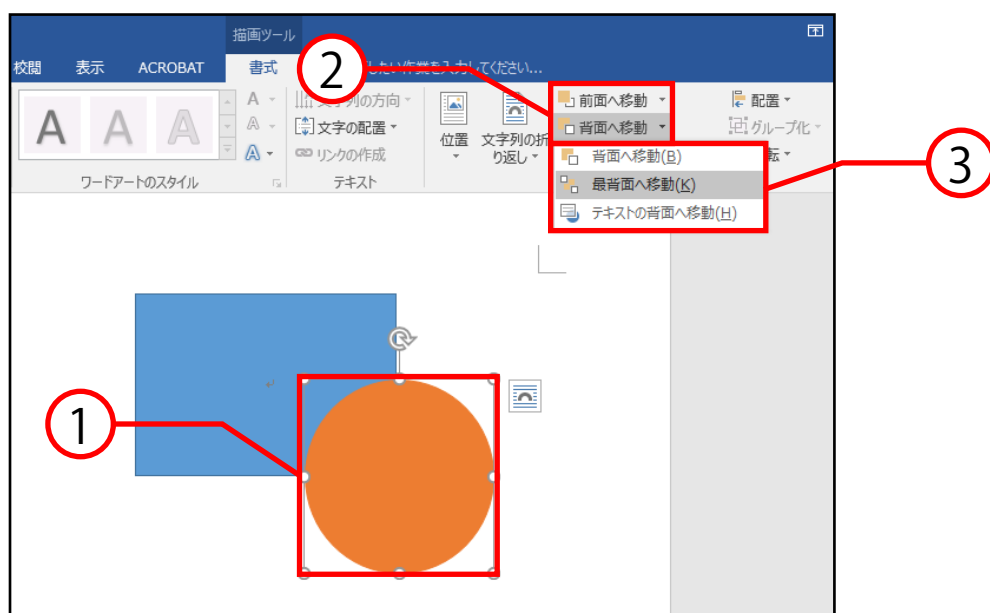 描画ツール
校閲 表示 ACROBAT 書式 したい作業を入力してください...
2
A A A
A
A
A
文字列の方向
文字の配置
リンクの作成
位置
文字列の折
り返し
前面へ移動
背面へ移動
配置
グループ化
転
背面へ移動(B)
最背面へ移動(K)
テキストの背面へ移動(H)
3
ワードアートのスタイル
テキスト
1